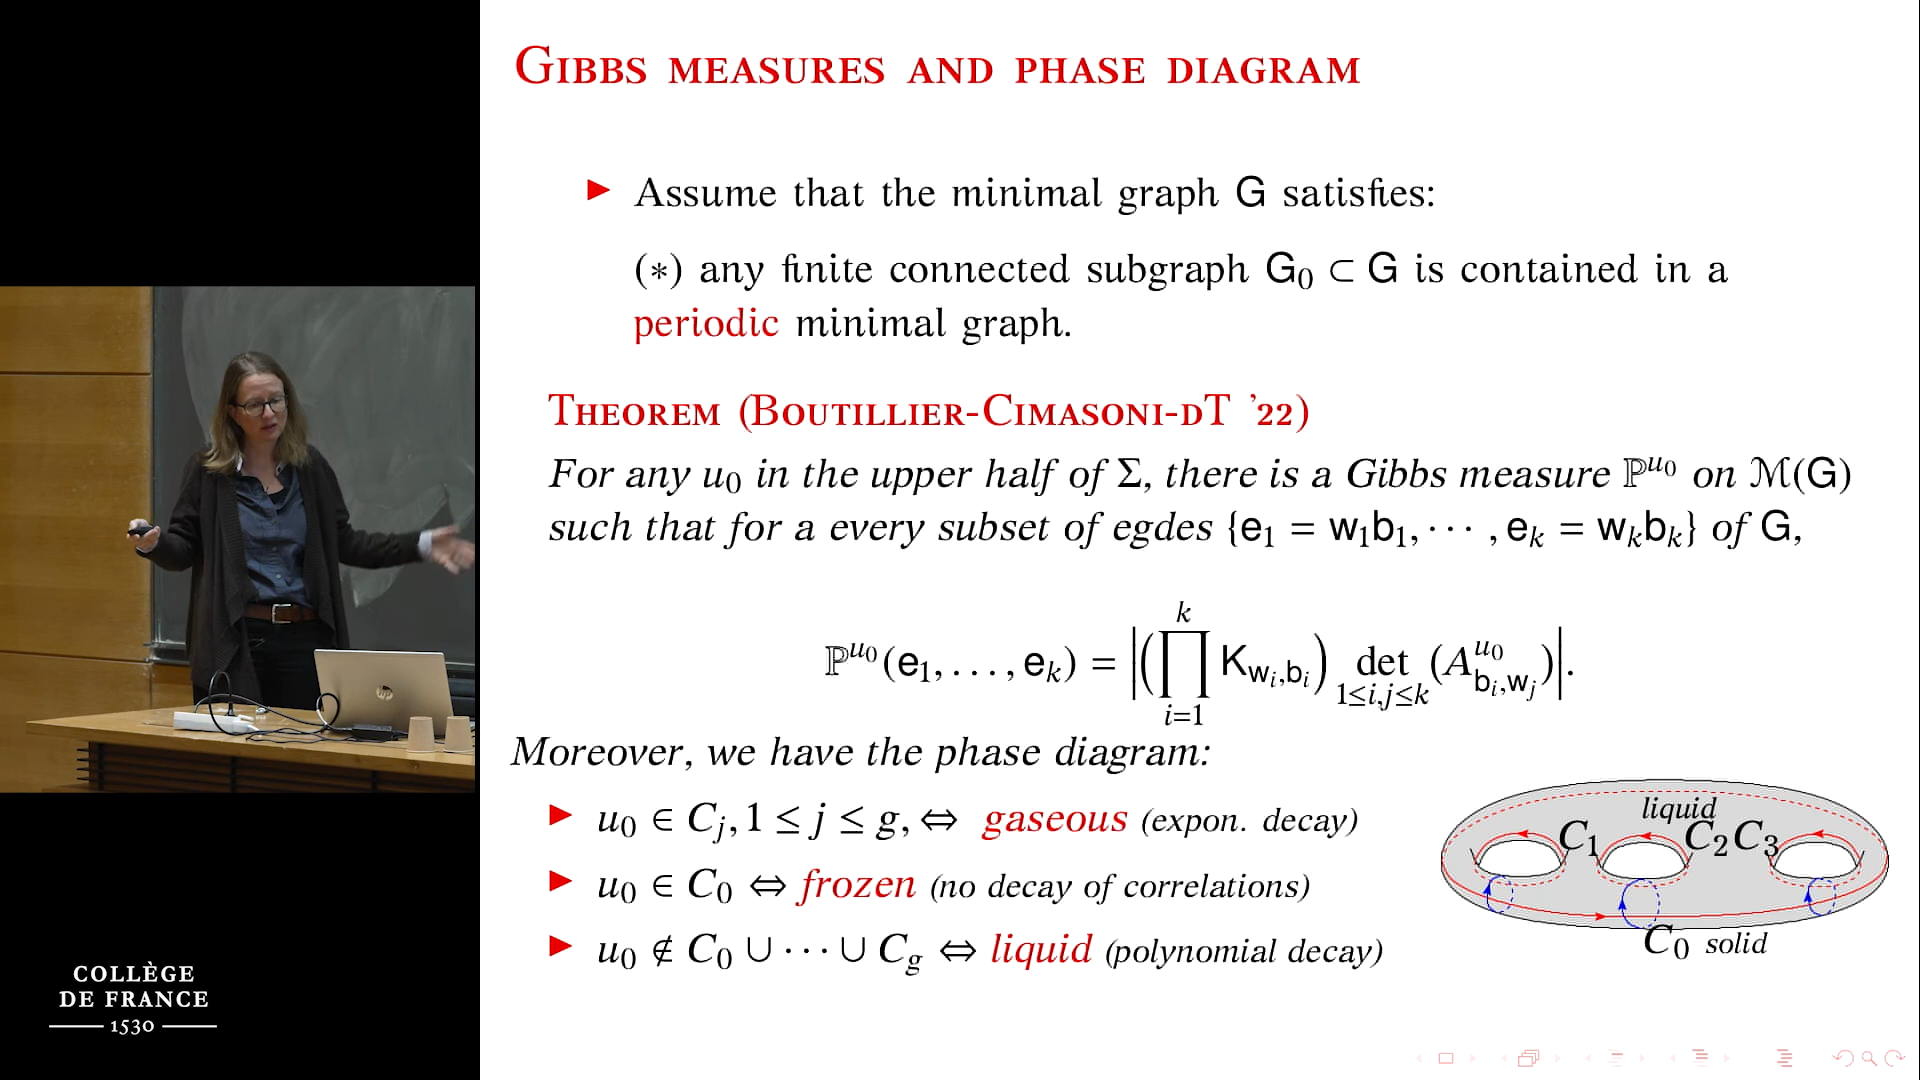 GIBBS MEASURES AND PHASE DIAGRAM
▶ Assume that the minimal graph G satisfies:
(∗) any finite connected subgraph G₀ ⊂ G is contained in a
periodic minimal graph.
THEOREM (BOUTILLIER-CIMASONI-DT '22)
For any u₀ in the upper half of Σ, there is a Gibbs measure ℙ^{u₀} on ℳ(G)
such that for a every subset of egdes {e₁ = w₁b₁, ⋯ , e_k = w_kb_k} of G,
ℙ^{u₀}(e₁, . . . , e_k) = |(∏_{i=1}^{k} K_{w_i,b_i}) det_{1≤i,j≤k} (A^{u₀}_{b_i,w_j})|.
Moreover, we have the phase diagram:
▶ u₀ ∈ C_j, 1 ≤ j ≤ g, ⇔ gaseous (expon. decay)
▶ u₀ ∈ C₀ ⇔ frozen (no decay of correlations)
▶ u₀ ∉ C₀ ∪ ⋯ ∪ C_g ⇔ liquid (polynomial decay)
liquid
C₁ C₂ C₃
C₀ solid
hp
COLLÈGE
DE FRANCE
1530